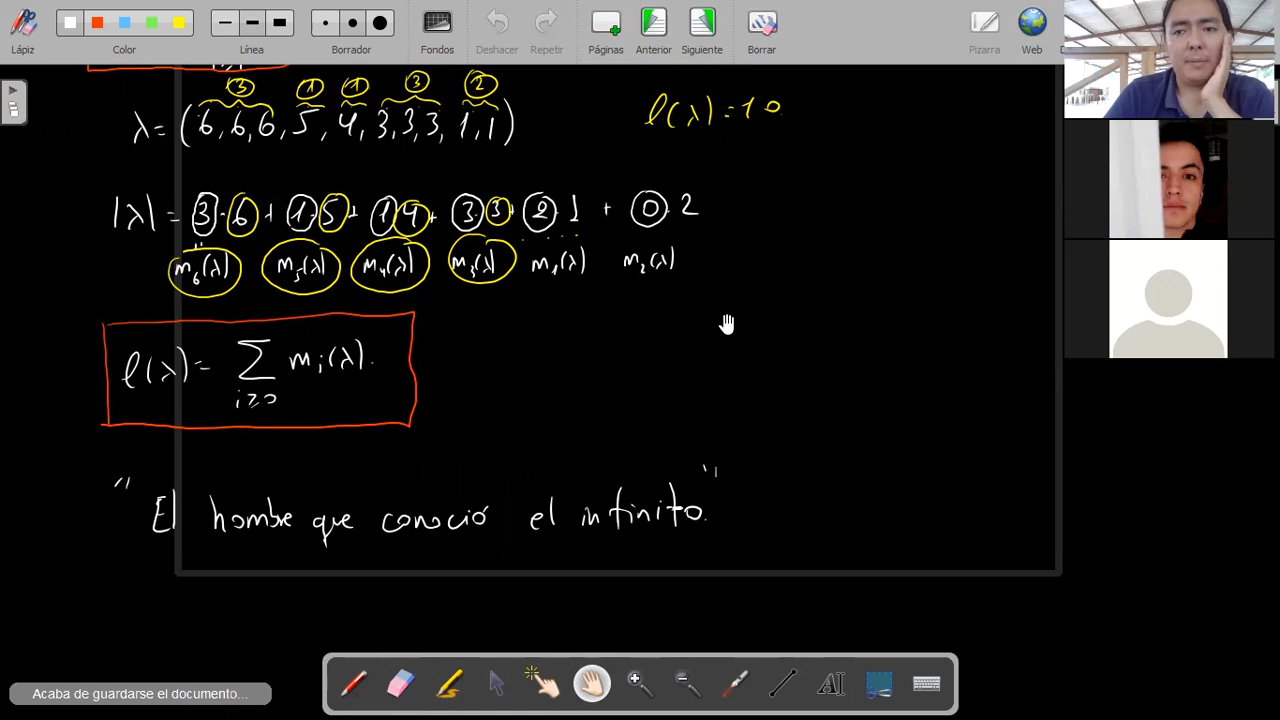 Lápiz Color Línea Borrador Fondos Deshacer Repetir Páginas Anterior Siguiente Borrar Pizarra Web
③ ① ① ③ ②
λ = (6, 6, 6, 5, 4, 3, 3, 3, 1, 1)
ℓ(λ) = 10
|λ| = 3·6 + 1·5 + 1·4 + 3·3 + 2·1 + 0·2
m₆(λ) m₅(λ) m₄(λ) m₃(λ) m₁(λ) m₂(λ)
ℓ(λ) = ∑ mᵢ(λ).
i≥0
"El hombre que conoció el infinito."
Acaba de guardarse el documento...
AI